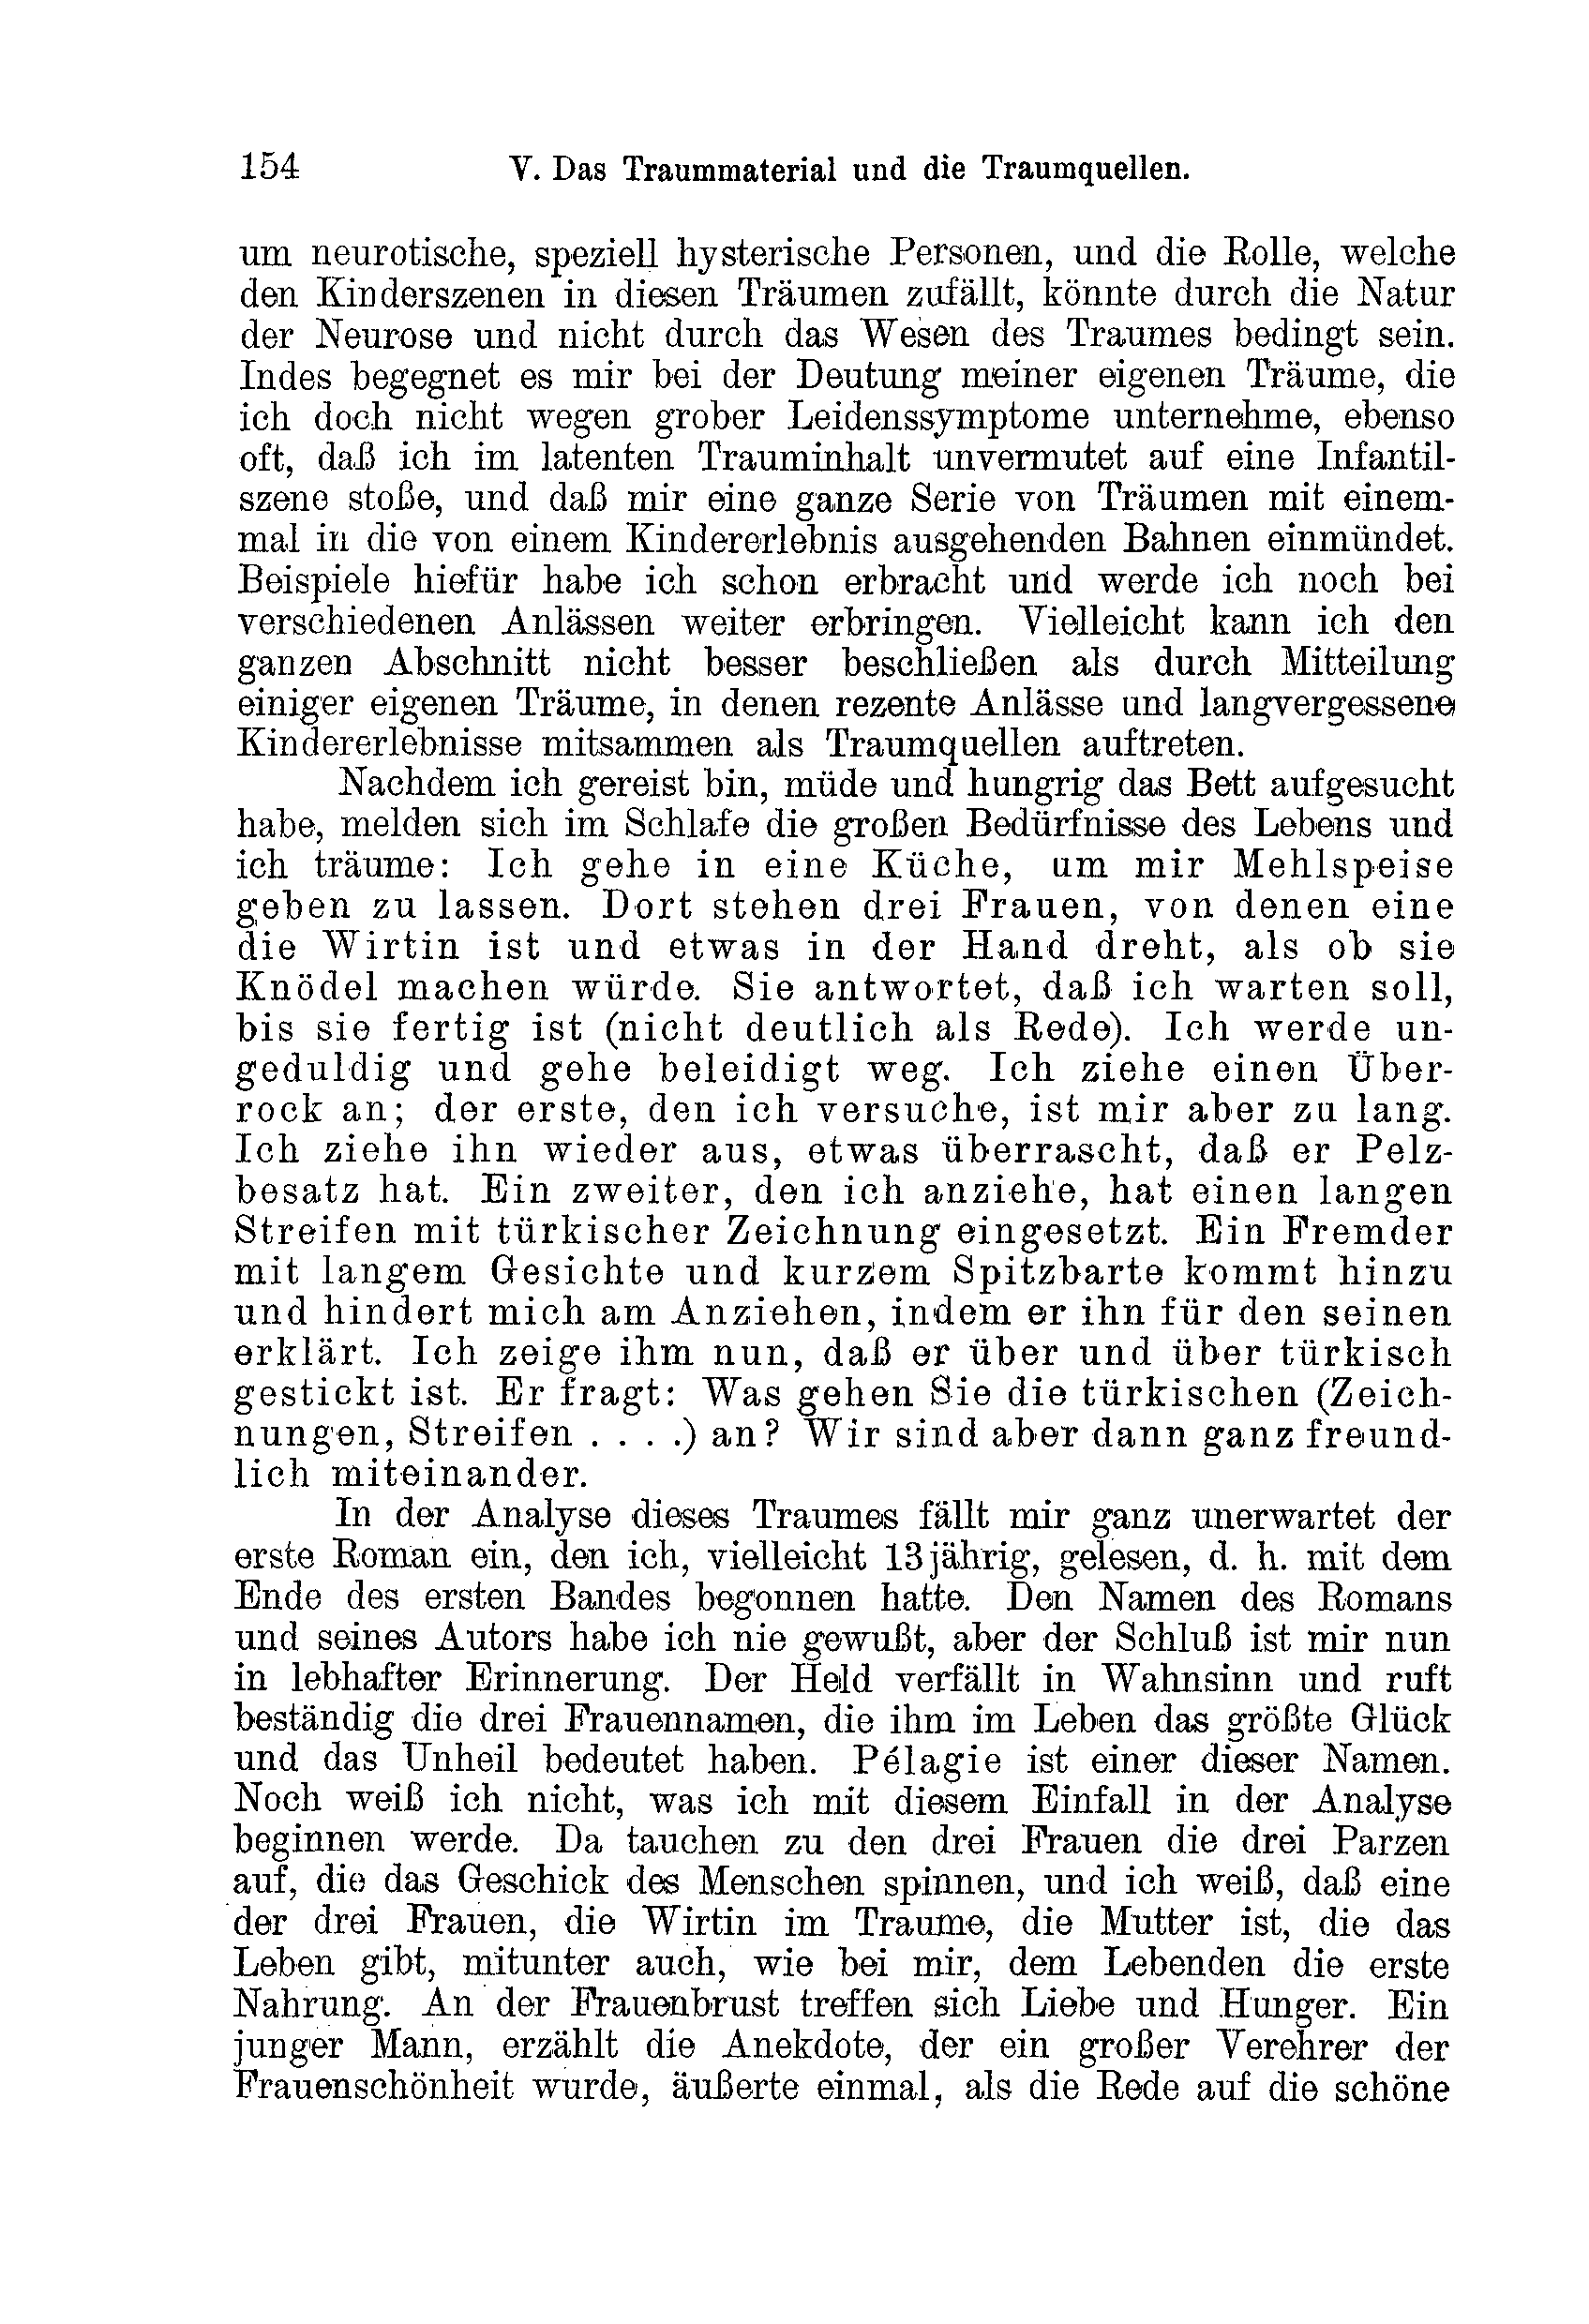 154 V. Das Traummaterial und die Traumquellen.
um neurotische, speziell hysterische Personen, und die Rolle, welche
den Kinderszenen in diesen Träumen zufällt, könnte durch die Natur
der Neurose und nicht durch das Wesen des Traumes bedingt sein.
Indes begegnet es mir bei der Deutung meiner eigenen Träume, die
ich doch nicht wegen grober Leidenssymptome unternehme, ebenso
oft, daß ich im latenten Trauminhalt unvermutet auf eine Infantil-
szene stoße, und daß mir eine ganze Serie von Träumen mit einem-
mal in die von einem Kindererlebnis ausgehenden Bahnen einmündet.
Beispiele hiefür habe ich schon erbracht und werde ich noch bei
verschiedenen Anlässen weiter erbringen. Vielleicht kann ich den
ganzen Abschnitt nicht besser beschließen als durch Mitteilung
einiger eigenen Träume, in denen rezente Anlässe und langvergessene
Kindererlebnisse mitsammen als Traumquellen auftreten.
Nachdem ich gereist bin, müde und hungrig das Bett aufgesucht
habe, melden sich im Schlafe die großen Bedürfnisse des Lebens und
ich träume: Ich gehe in eine Küche, um mir Mehlspeise
geben zu lassen. Dort stehen drei Frauen, von denen eine
die Wirtin ist und etwas in der Hand dreht, als ob sie
Knödel machen würde. Sie antwortet, daß ich warten soll,
bis sie fertig ist (nicht deutlich als Rede). Ich werde un-
geduldig und gehe beleidigt weg. Ich ziehe einen Über-
rock an; der erste, den ich versuche, ist mir aber zu lang.
Ich ziehe ihn wieder aus, etwas überrascht, daß er Pelz-
besatz hat. Ein zweiter, den ich anziehe, hat einen langen
Streifen mit türkischer Zeichnung eingesetzt. Ein Fremder
mit langem Gesichte und kurzem Spitzbarte kommt hinzu
und hindert mich am Anziehen, indem er ihn für den seinen
erklärt. Ich zeige ihm nun, daß er über und über türkisch
gestickt ist. Er fragt: Was gehen Sie die türkischen (Zeich-
nungen, Streifen . . . .) an? Wir sind aber dann ganz freund-
lich miteinander.
In der Analyse dieses Traumes fällt mir ganz unerwartet der
erste Roman ein, den ich, vielleicht 13jährig, gelesen, d. h. mit dem
Ende des ersten Bandes begonnen hatte. Den Namen des Romans
und seines Autors habe ich nie gewußt, aber der Schluß ist mir nun
in lebhafter Erinnerung. Der Held verfällt in Wahnsinn und ruft
beständig die drei Frauennamen, die ihm im Leben das größte Glück
und das Unheil bedeutet haben. Pélagie ist einer dieser Namen.
Noch weiß ich nicht, was ich mit diesem Einfall in der Analyse
beginnen werde. Da tauchen zu den drei Frauen die drei Parzen
auf, die das Geschick des Menschen spinnen, und ich weiß, daß eine
der drei Frauen, die Wirtin im Traume, die Mutter ist, die das
Leben gibt, mitunter auch, wie bei mir, dem Lebenden die erste
Nahrung. An der Frauenbrust treffen sich Liebe und Hunger. Ein
junger Mann, erzählt die Anekdote, der ein großer Verehrer der
Frauenschönheit wurde, äußerte einmal, als die Rede auf die schöne